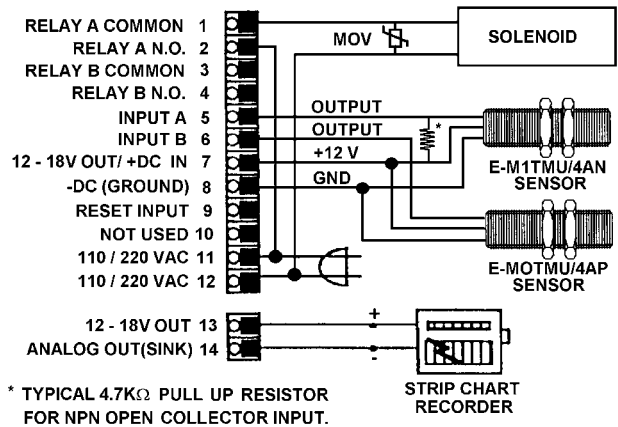 RELAY A COMMON 1
RELAY A N.O. 2
RELAY B COMMON 3
RELAY B N.O. 4
INPUT A 5
INPUT B 6
12 - 18V OUT/ +DC IN 7
-DC (GROUND) 8
RESET INPUT 9
NOT USED 10
110 / 220 VAC 11
110 / 220 VAC 12
12 - 18V OUT 13
ANALOG OUT(SINK) 14
MOV
SOLENOID
OUTPUT
OUTPUT
*
+12 V
GND
E-M1TMU/4AN
SENSOR
E-MOTMU/4AP
SENSOR
+
-
STRIP CHART
RECORDER
* TYPICAL 4.7KΩ PULL UP RESISTOR
FOR NPN OPEN COLLECTOR INPUT.